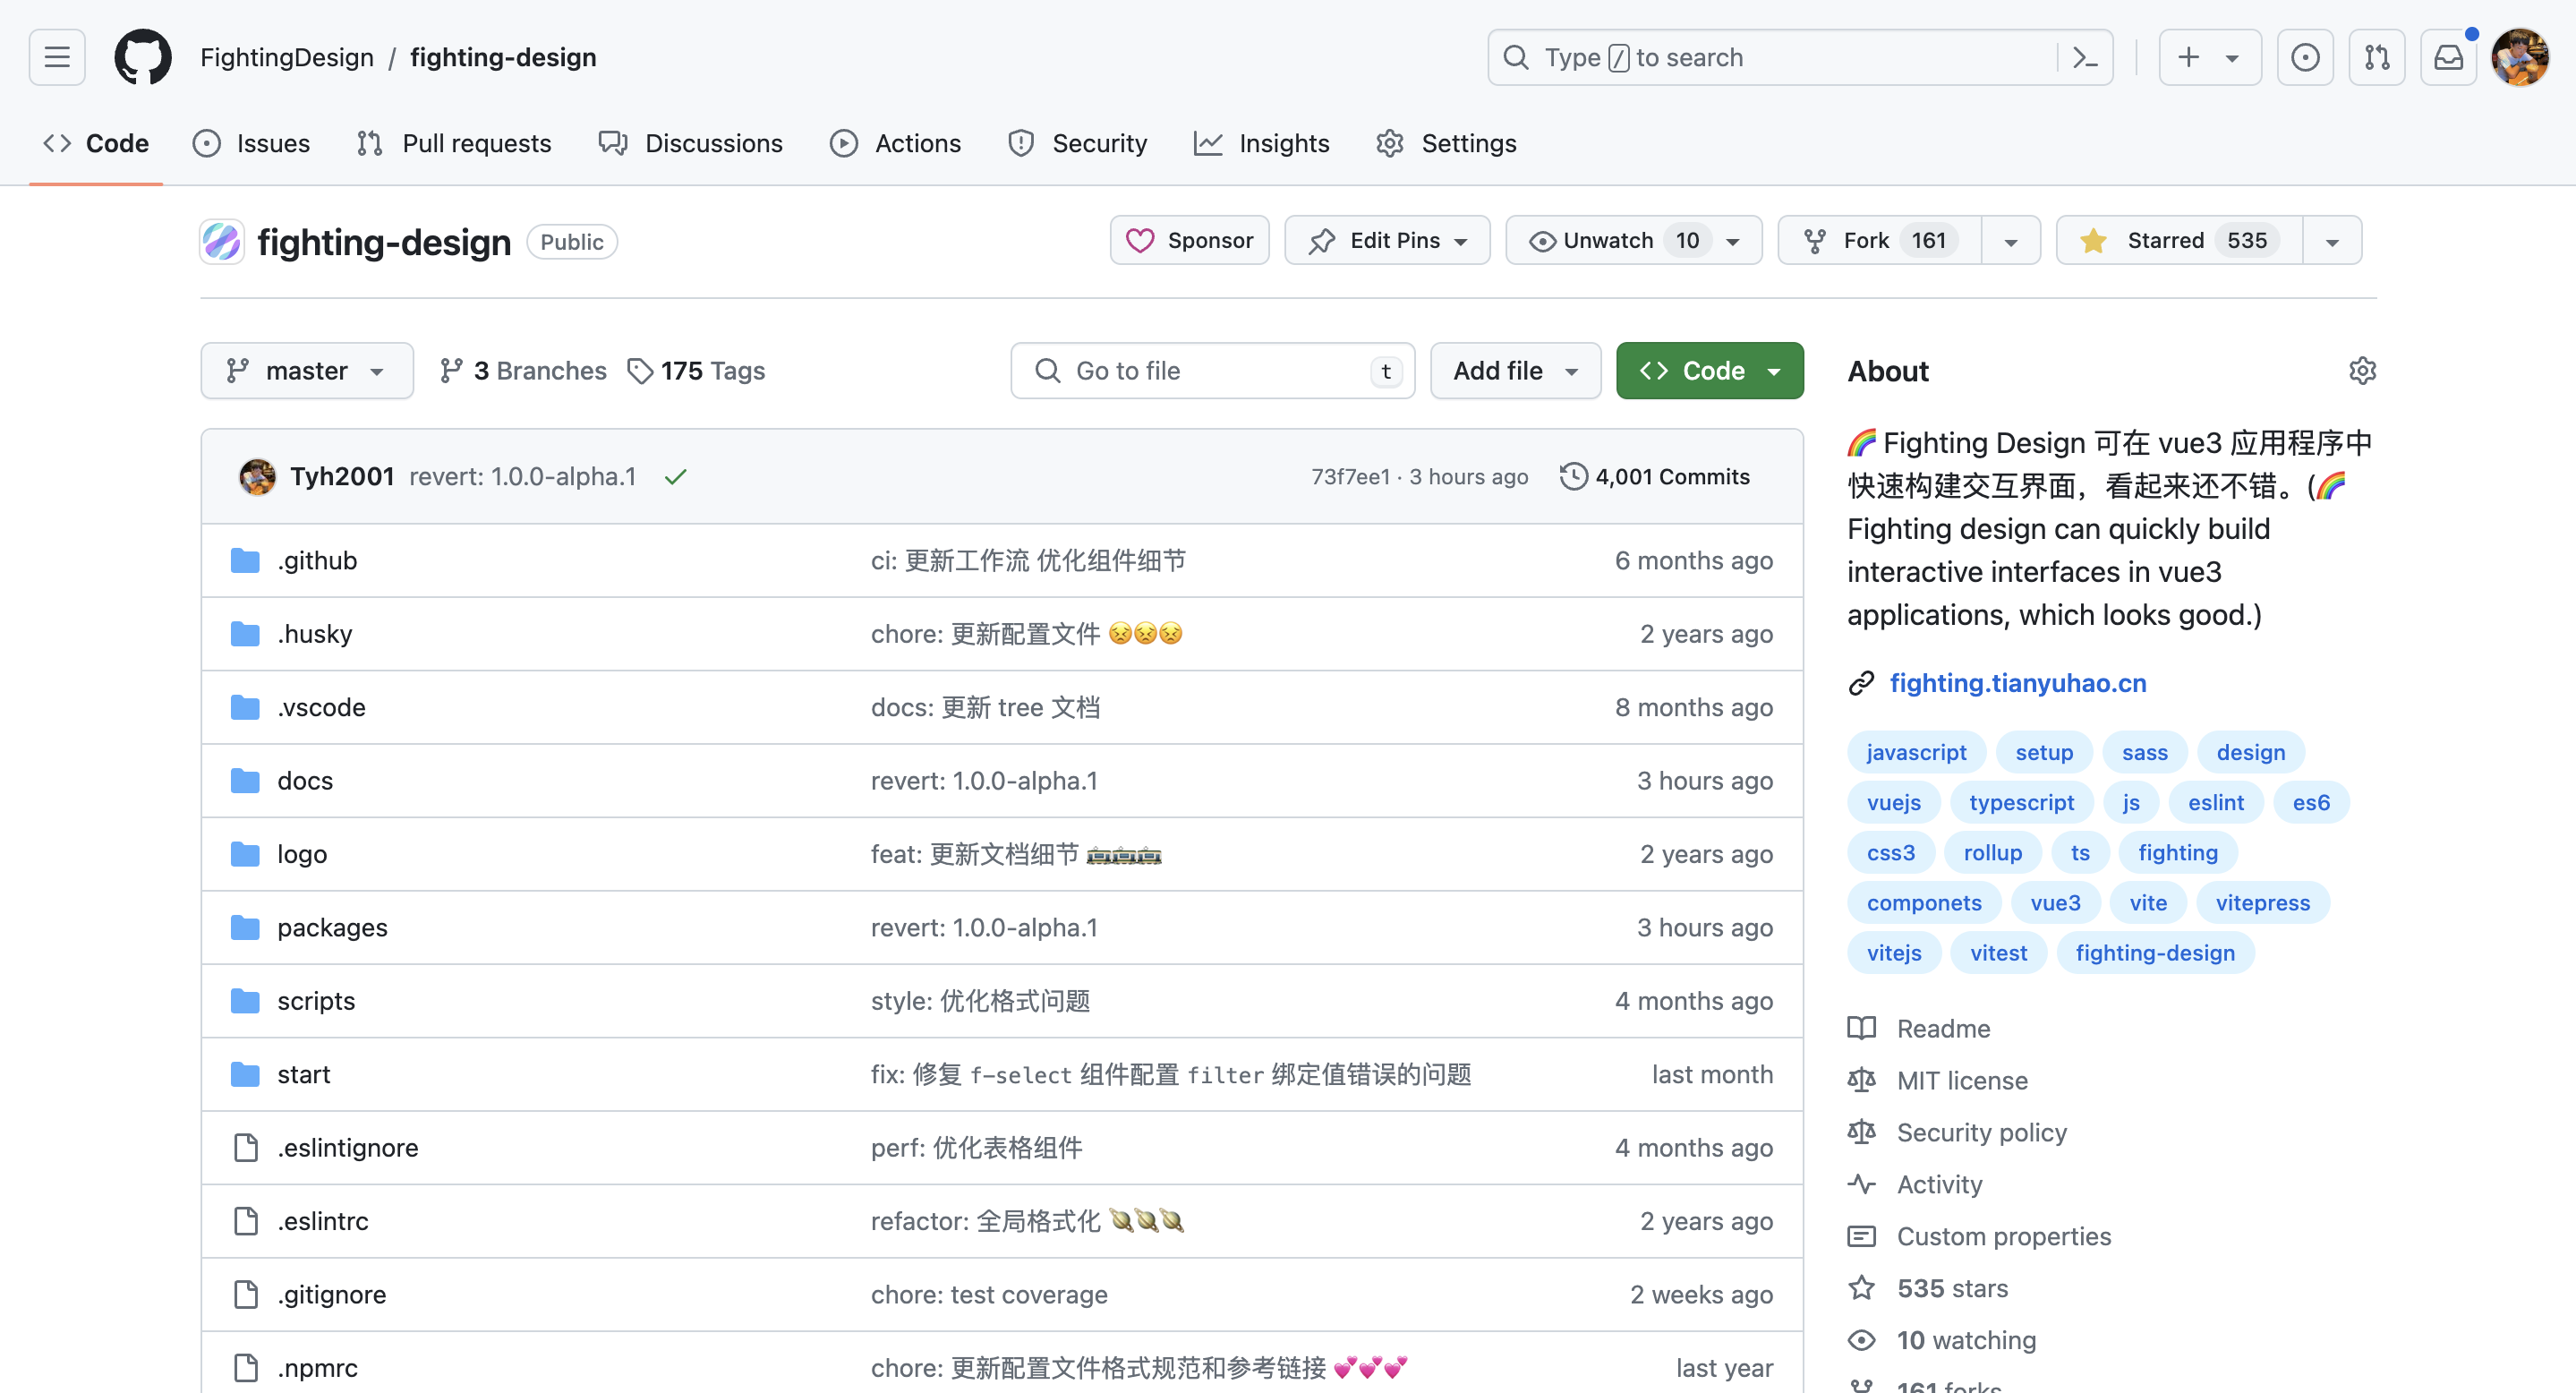 FightingDesign / fighting-design
Type / to search
Code
Issues
Pull requests
Discussions
Actions
Security
Insights
Settings
fighting-design Public
Sponsor
Edit Pins
Unwatch 10
Fork 161
Starred 535
master
3 Branches
175 Tags
Go to file t
Add file
Code
Tyh2001 revert: 1.0.0-alpha.1 73f7ee1 · 3 hours ago 4,001 Commits
.github ci: 更新工作流 优化组件细节 6 months ago
.husky chore: 更新配置文件 😣😣😣 2 years ago
.vscode docs: 更新 tree 文档 8 months ago
docs revert: 1.0.0-alpha.1 3 hours ago
logo feat: 更新文档细节 🚋🚋🚋 2 years ago
packages revert: 1.0.0-alpha.1 3 hours ago
scripts style: 优化格式问题 4 months ago
start fix: 修复 f-select 组件配置 filter 绑定值错误的问题 last month
.eslintignore perf: 优化表格组件 4 months ago
.eslintrc refactor: 全局格式化 🪐🪐🪐 2 years ago
.gitignore chore: test coverage 2 weeks ago
.npmrc chore: 更新配置文件格式规范和参考链接 💕💕💕 last year
About
🌈 Fighting Design 可在 vue3 应用程序中
快速构建交互界面，看起来还不错。(🌈
Fighting design can quickly build
interactive interfaces in vue3
applications, which looks good.)
fighting.tianyuhao.cn
javascript setup sass design
vuejs typescript js eslint es6
css3 rollup ts fighting
componets vue3 vite vitepress
vitejs vitest fighting-design
Readme
MIT license
Security policy
Activity
Custom properties
535 stars
10 watching
161 forks